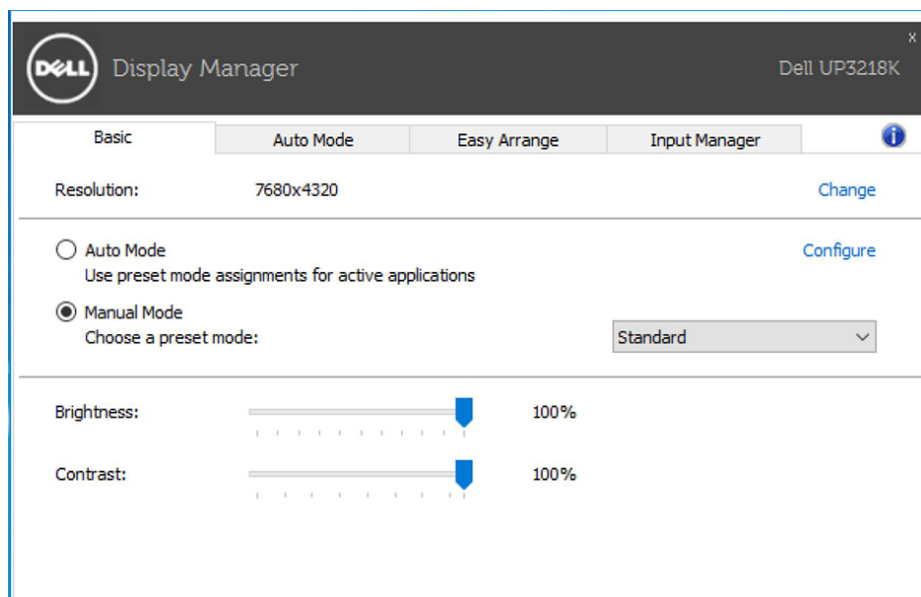 DELL Display Manager
x
Dell UP3218K
Basic Auto Mode Easy Arrange Input Manager i
Resolution: 7680x4320 Change
Auto Mode Configure
Use preset mode assignments for active applications
Manual Mode
Choose a preset mode: Standard
Brightness: 100%
Contrast: 100%